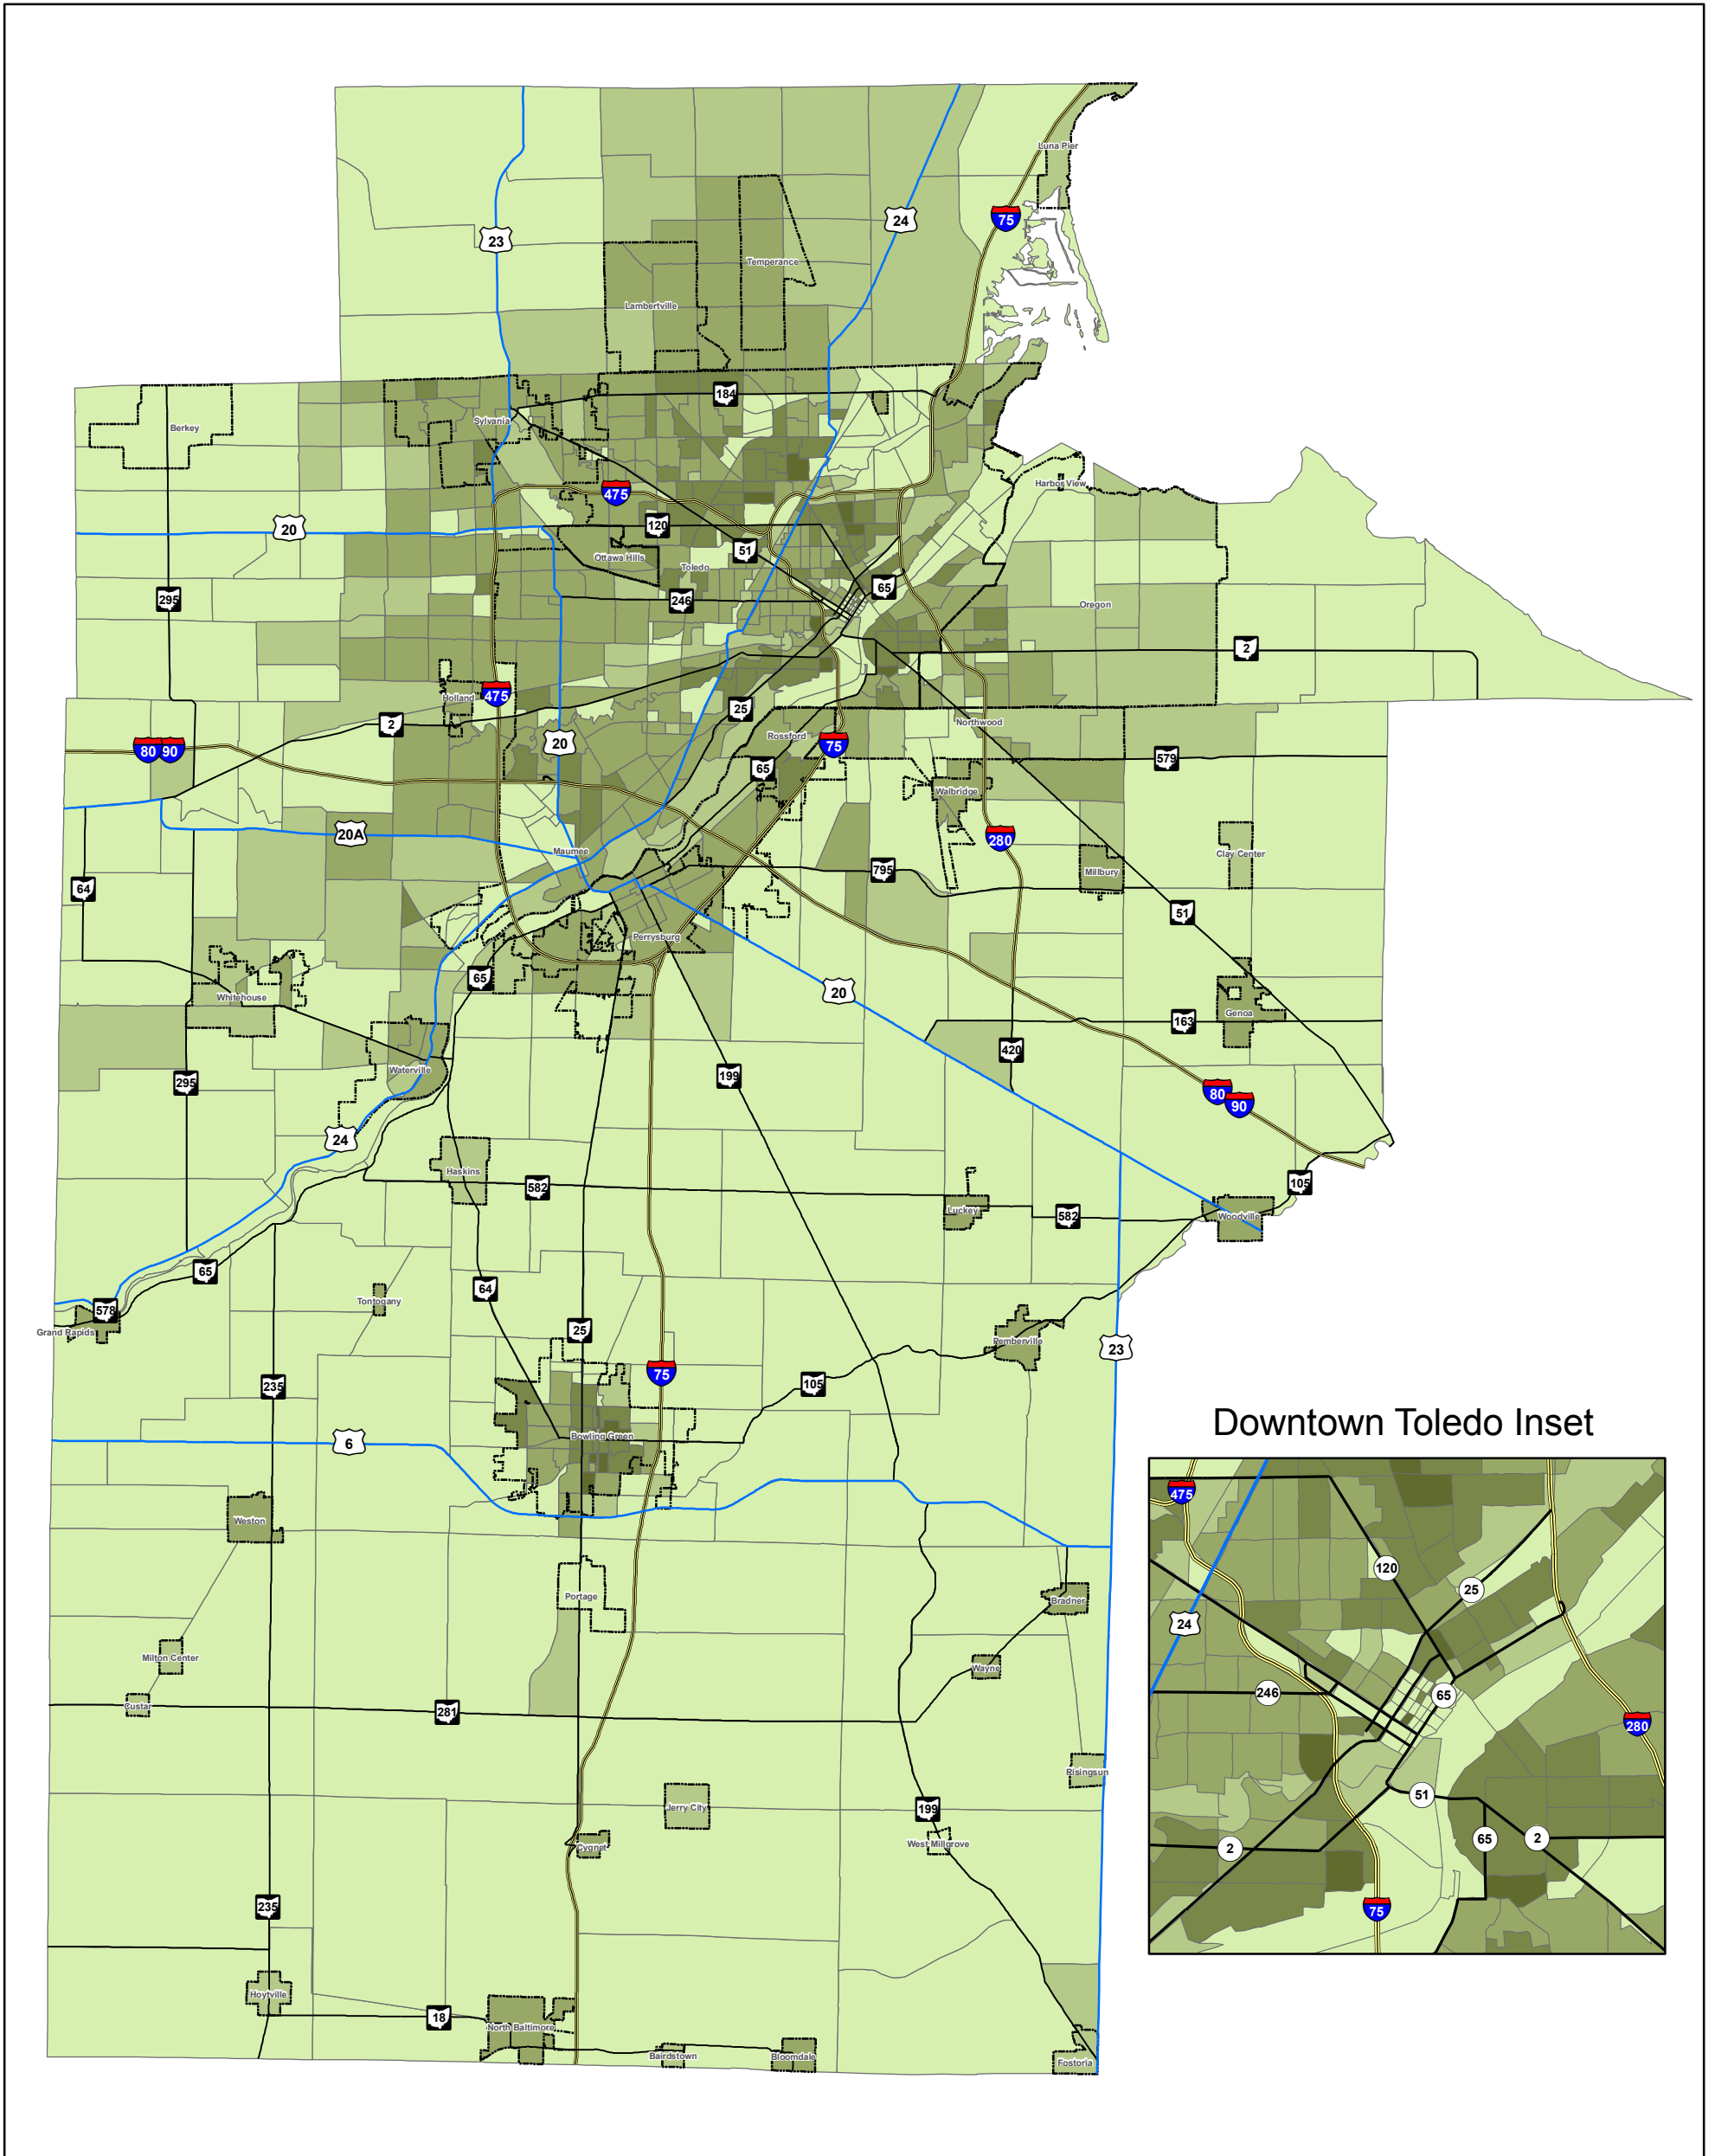 Luna Pier
24
75
23
Temperance
Lambertville
184
Sylvania
Berkey
475
Harbor View
20
120
51
Ottawa Hills
Toledo
65
295
246
Oregon
2
475
Holland
25
2
Northwood
Rossford
20
75
80 90
579
65
Walbridge
20A
280
Maumee
Clay Center
795
Millbury
64
51
Perrysburg
65
20
Whitehouse
Genoa
163
420
Waterville
199
295
80
90
24
Haskins
582
105
Luckey
582
Woodville
65
64
Tontogany
578
Grand Rapids
25
Pemberville
23
75
105
235
Downtown Toledo Inset
Bowling Green
6
475
Weston
120
25
Portage
Bradner
24
Milton Center
Wayne
246
65
Custar
281
280
Risingsun
51
Jerry City
199
65
2
2
Cygnet
West Millgrove
235
75
Hoytville
18
North Baltimore
Bairdstown
Bloomdale
Fostoria